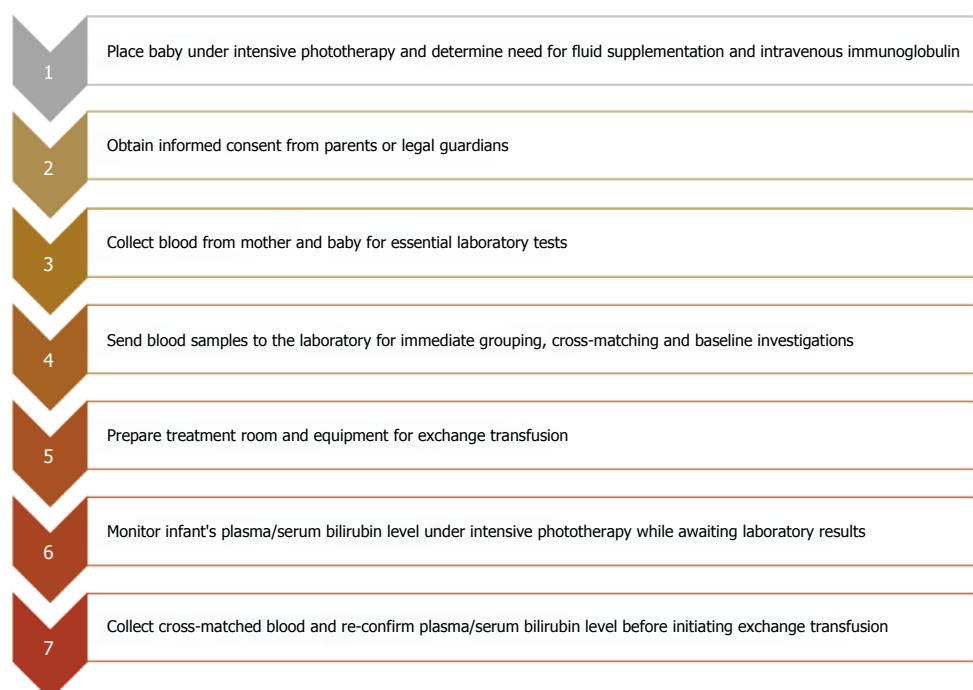 1
Place baby under intensive phototherapy and determine need for fluid supplementation and intravenous immunoglobulin
2
Obtain informed consent from parents or legal guardians
3
Collect blood from mother and baby for essential laboratory tests
4
Send blood samples to the laboratory for immediate grouping, cross-matching and baseline investigations
5
Prepare treatment room and equipment for exchange transfusion
6
Monitor infant's plasma/serum bilirubin level under intensive phototherapy while awaiting laboratory results
7
Collect cross-matched blood and re-confirm plasma/serum bilirubin level before initiating exchange transfusion